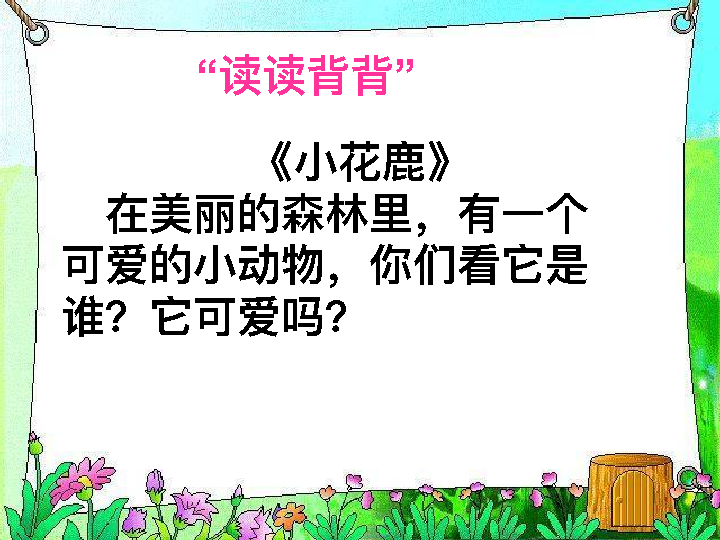 “读读背背”
《小花鹿》
在美丽的森林里，有一个
可爱的小动物，你们看它是
谁？它可爱吗？